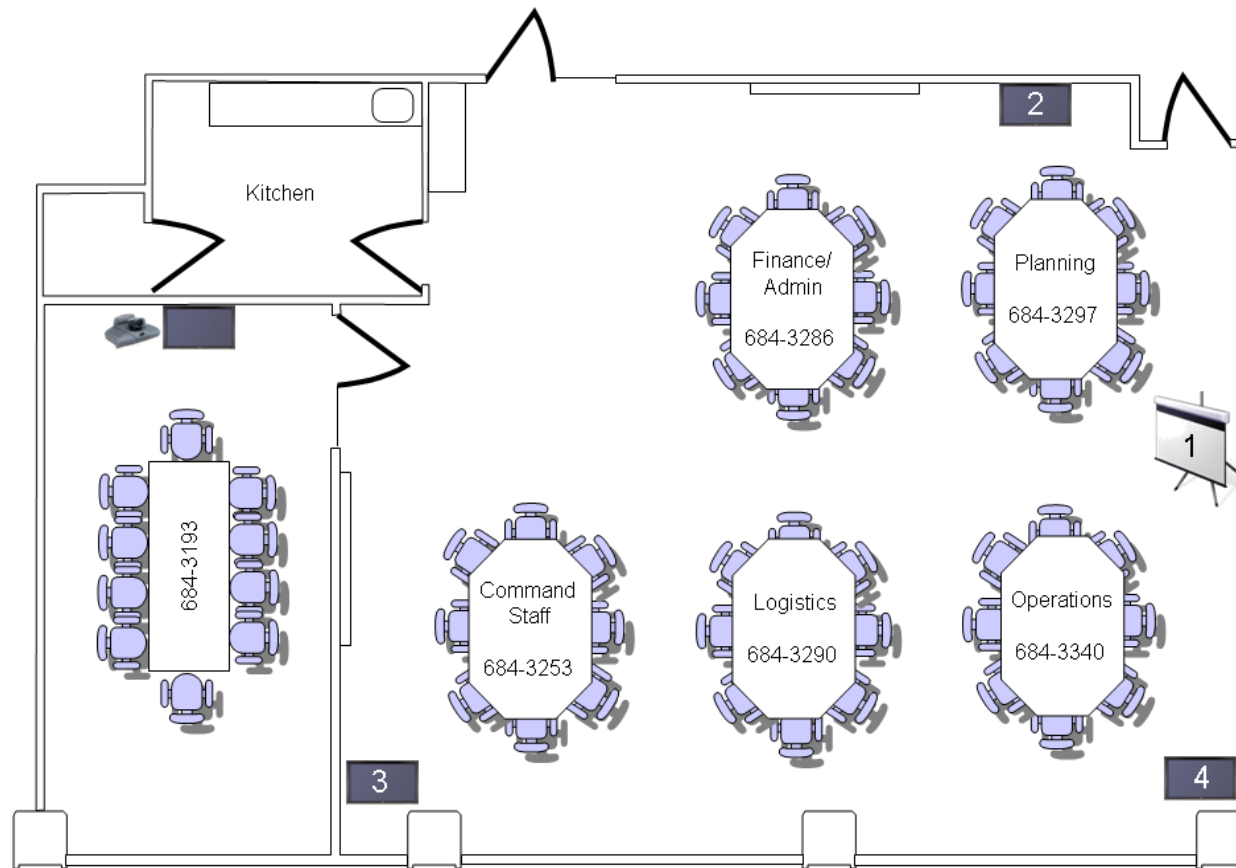 2
Kitchen
Finance/
Admin
684-3286
Planning
684-3297
1
684-3193
Command
Staff
684-3253
Logistics
684-3290
Operations
684-3340
3
4